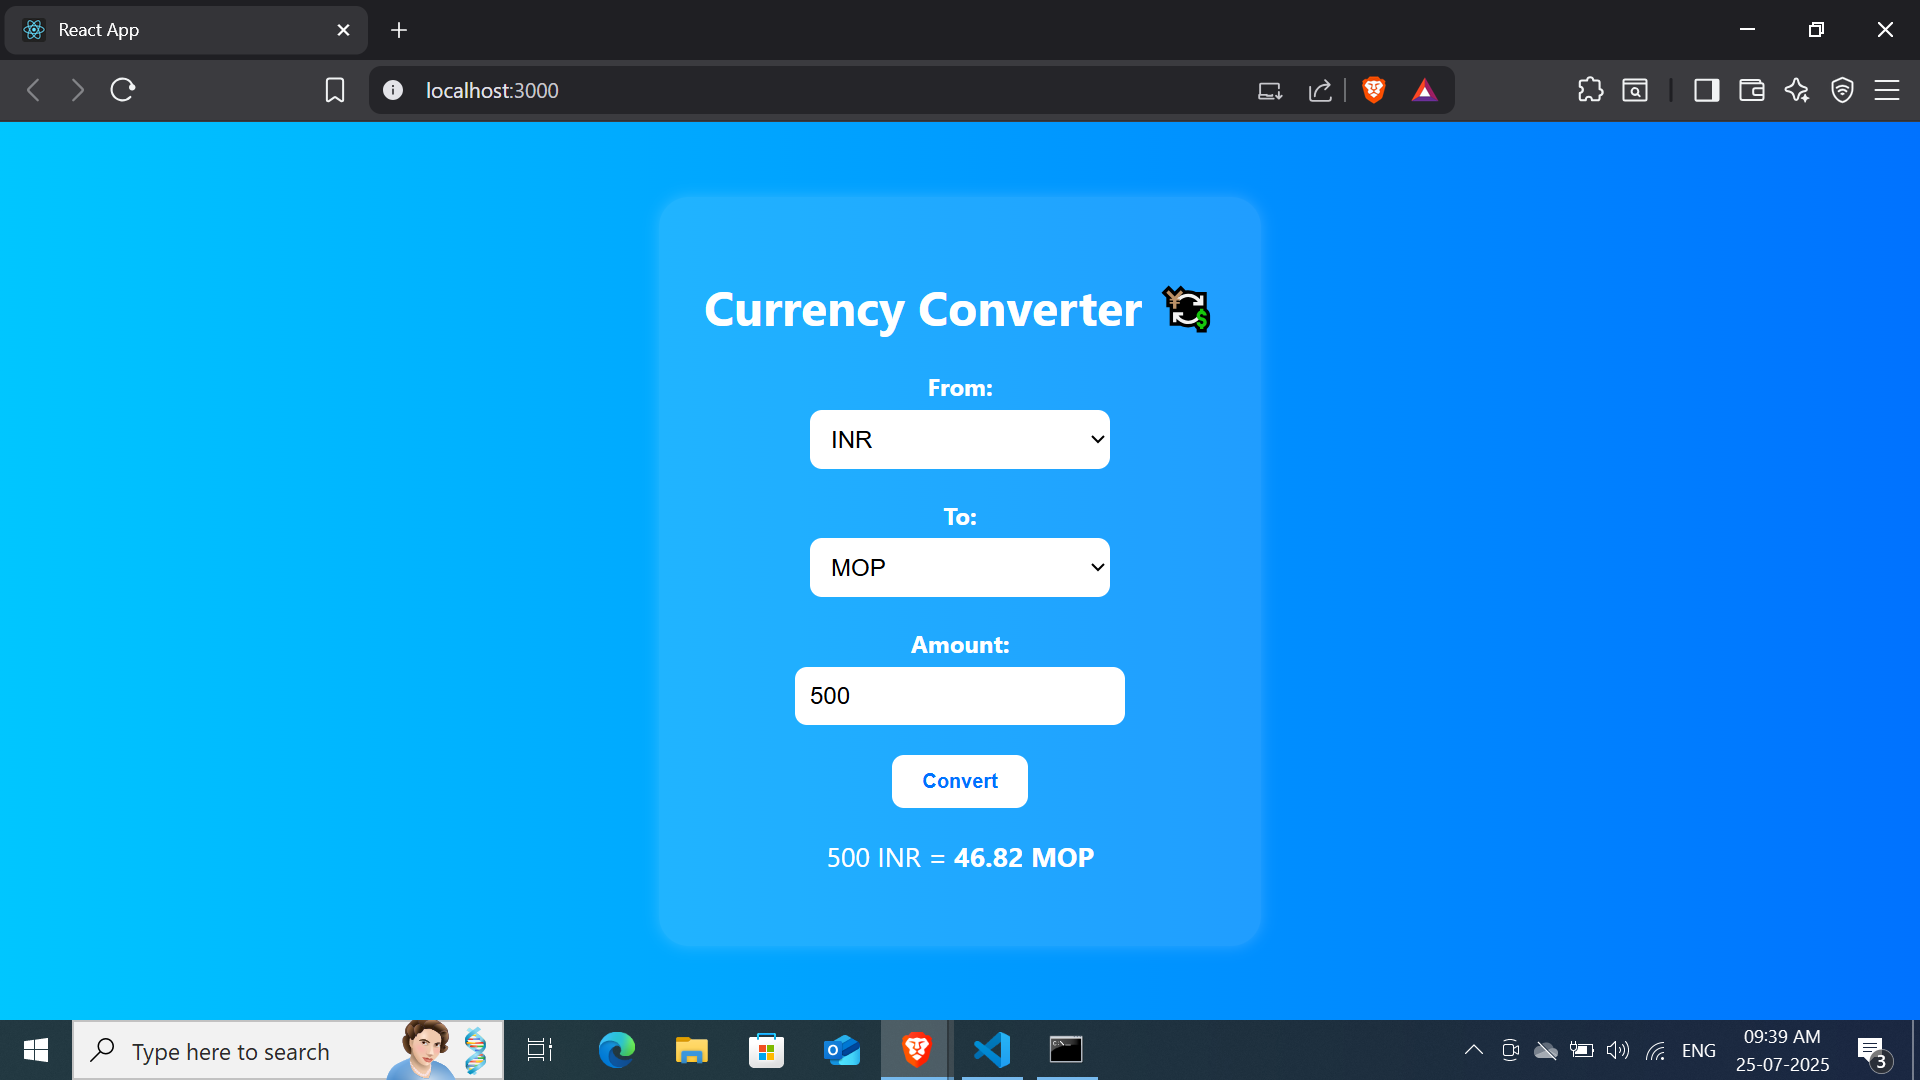 React App
localhost:3000
Currency Converter
From:
INR
To:
MOP
Amount:
500
Convert
500 INR = 46.82 MOP
Type here to search
ENG
09:39 AM
25-07-2025
3